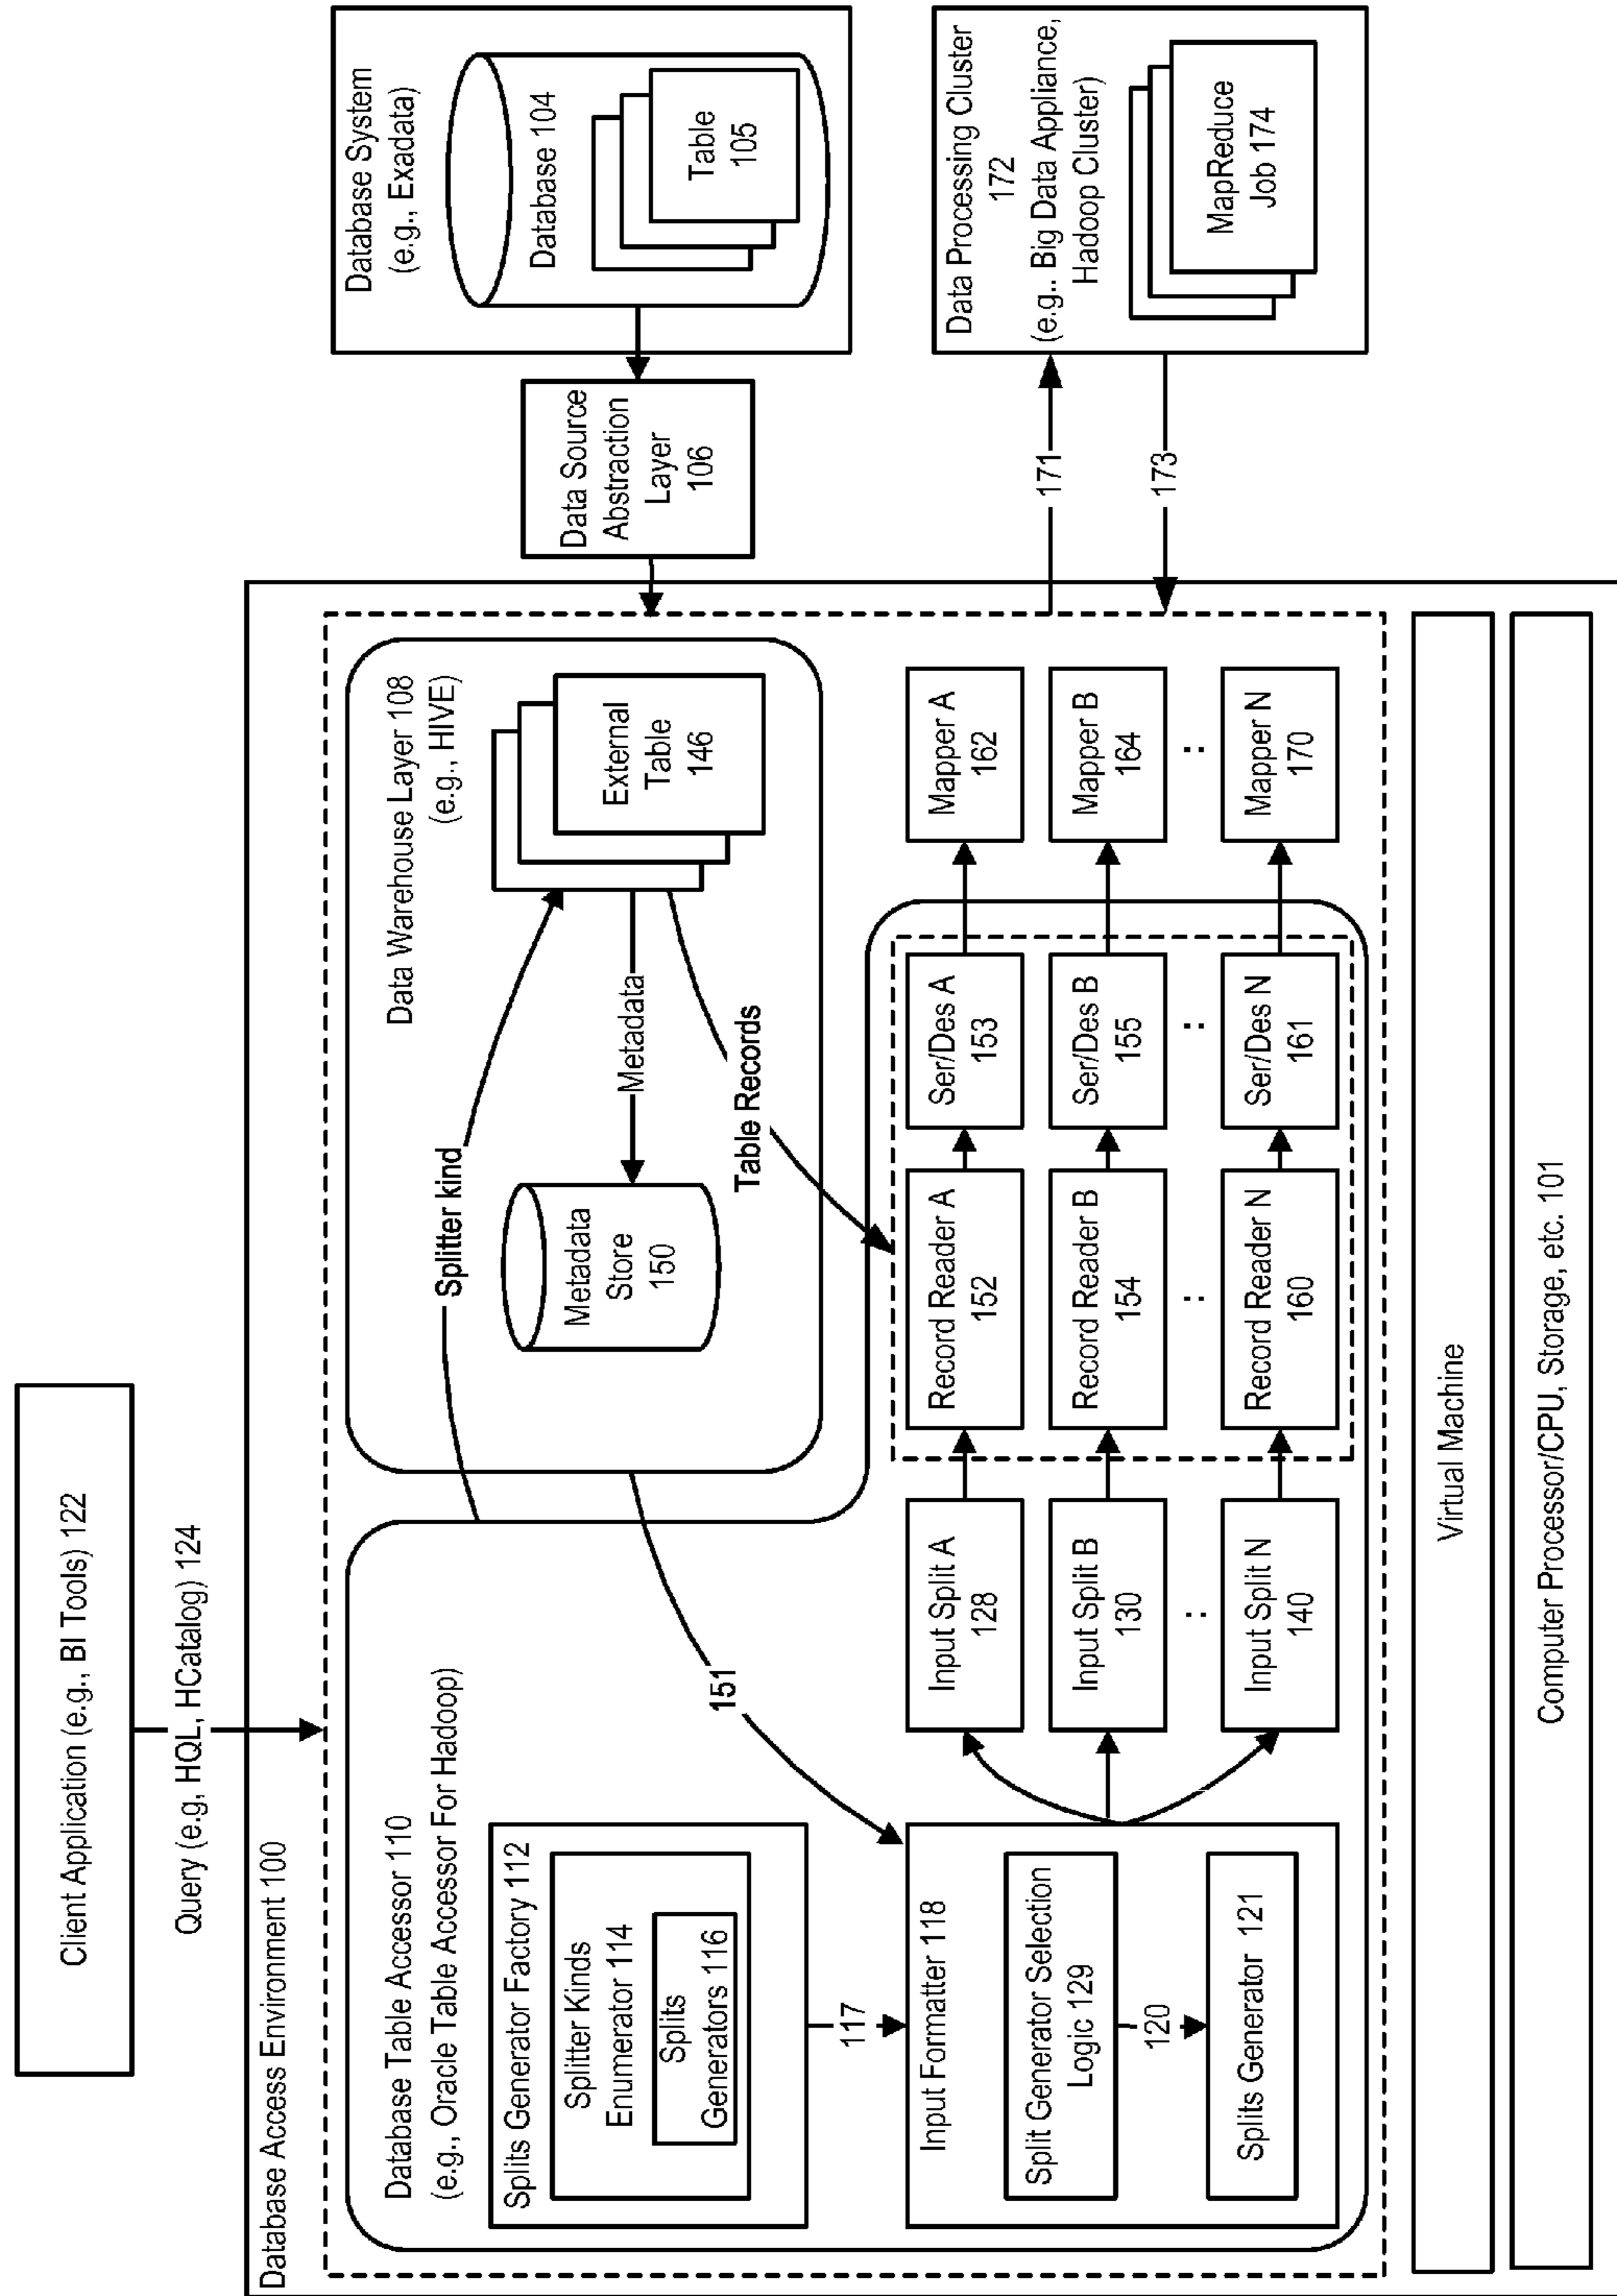 Client Application (e.g., BI Tools) 122
Query (e.g, HQL, HCatalog) 124
Database Access Environment 100
Database Table Accessor 110
(e.g., Oracle Table Accessor For Hadoop)
Splits Generator Factory 112
Splitter Kinds
Enumerator 114
Splits
Generators 116
117
Input Formatter 118
Split Generator Selection
Logic 129
120
Splits Generator 121
151
Splitter kind
Data Warehouse Layer 108
(e.g., HIVE)
Metadata
Store
150
Metadata
External
Table
146
Table Records
Input Split A
128
Input Split B
130
:
Input Split N
140
Record Reader A
152
Record Reader B
154
:
Record Reader N
160
Ser/Des A
153
Ser/Des B
155
:
Ser/Des N
161
Mapper A
162
Mapper B
164
:
Mapper N
170
Data Source
Abstraction
Layer
106
Database System
(e.g., Exadata)
Database 104
Table
105
171
173
Data Processing Cluster
172
(e.g.. Big Data Appliance,
Hadoop Cluster)
MapReduce
Job 174
Virtual Machine
Computer Processor/CPU, Storage, etc. 101